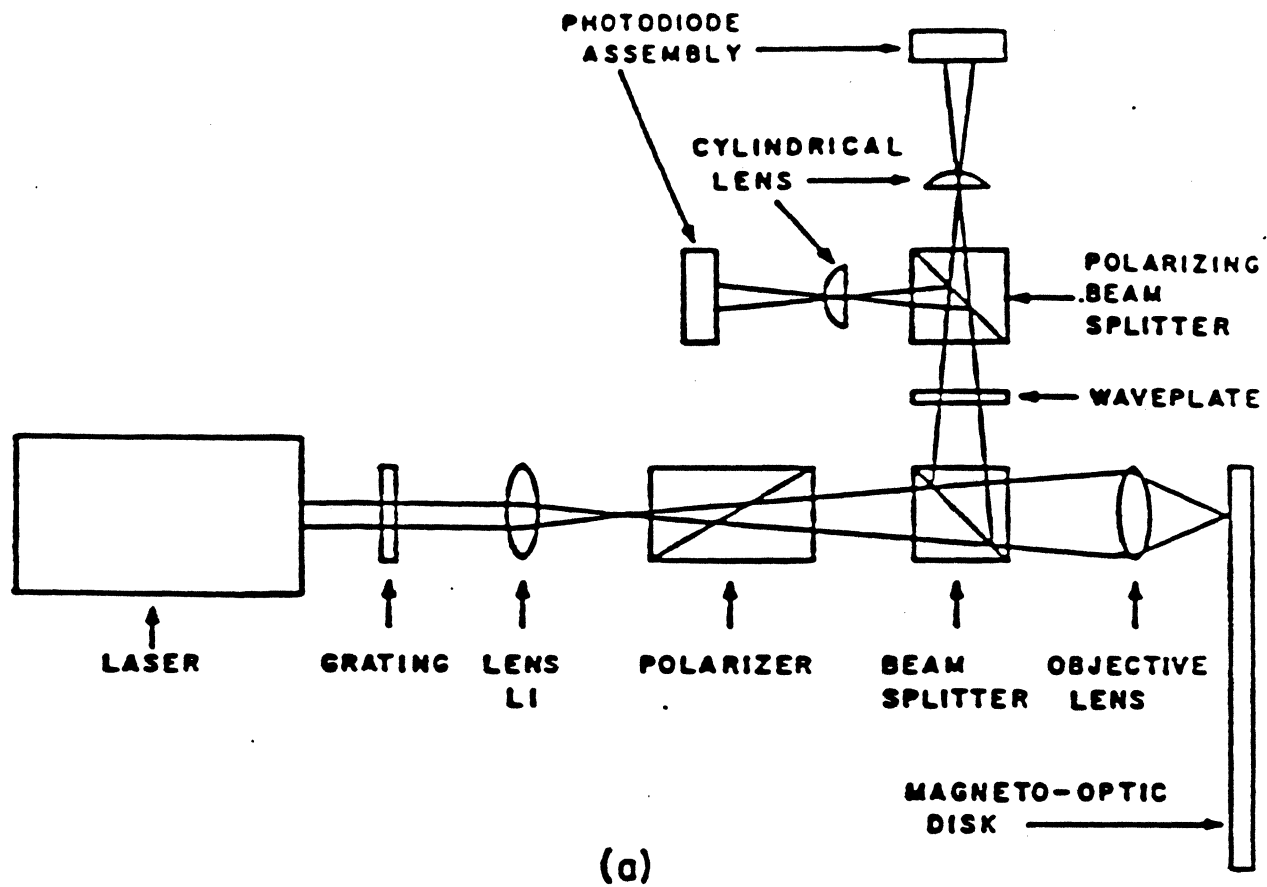 PHOTODIODE
ASSEMBLY
CYLINDRICAL
LENS
POLARIZING
BEAM
SPLITTER
WAVEPLATE
LASER
GRATING
LENS
L1
POLARIZER
BEAM
SPLITTER
OBJECTIVE
LENS
MAGNETO-OPTIC
DISK
(a)